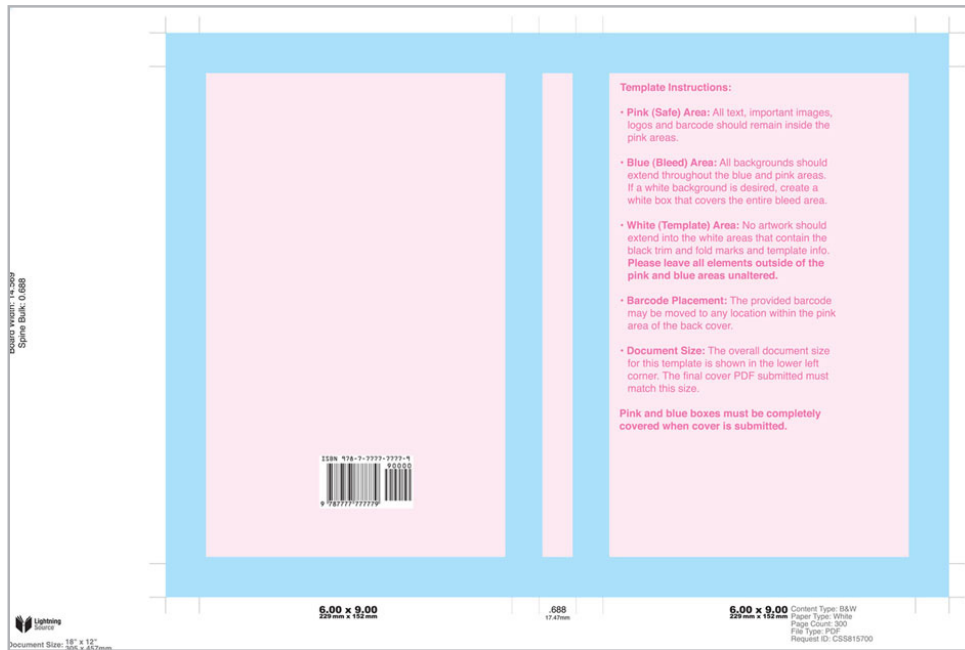 Template Instructions:
• Pink (Safe) Area: All text, important images,
logos and barcode should remain inside the
pink areas.
• Blue (Bleed) Area: All backgrounds should
extend throughout the blue and pink areas.
If a white background is desired, create a
white box that covers the entire bleed area.
• White (Template) Area: No artwork should
extend into the white areas that contain the
black trim and fold marks and template info.
Please leave all elements outside of the
pink and blue areas unaltered.
• Barcode Placement: The provided barcode
may be moved to any location within the pink
area of the back cover.
• Document Size: The overall document size
for this template is shown in the lower left
corner. The final cover PDF submitted must
match this size.
Pink and blue boxes must be completely
covered when cover is submitted.
Board Width: 14.569
Spine Bulk: 0.688
ISBN 978-7-7777-7777-9
90000
9 787777 777779
6.00 x 9.00
229 mm x 152 mm
.688
17.47mm
6.00 x 9.00
229 mm x 152 mm
Content Type: B&W
Paper Type: White
Page Count: 300
File Type: PDF
Request ID: CSS815700
Lightning
Source
Document Size: 18" x 12"
305 x 457mm